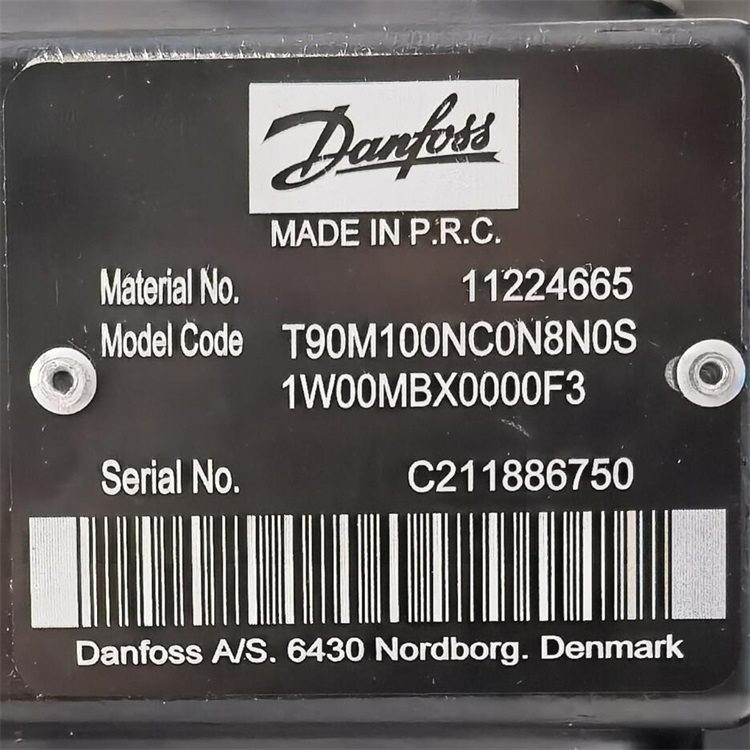 Danfoss
MADE IN P.R.C.
Material No. 11224665
Model Code T90M100NC0N8N0S
1W00MBX0000F3
Serial No. C211886750
Danfoss A/S. 6430 Nordborg. Denmark